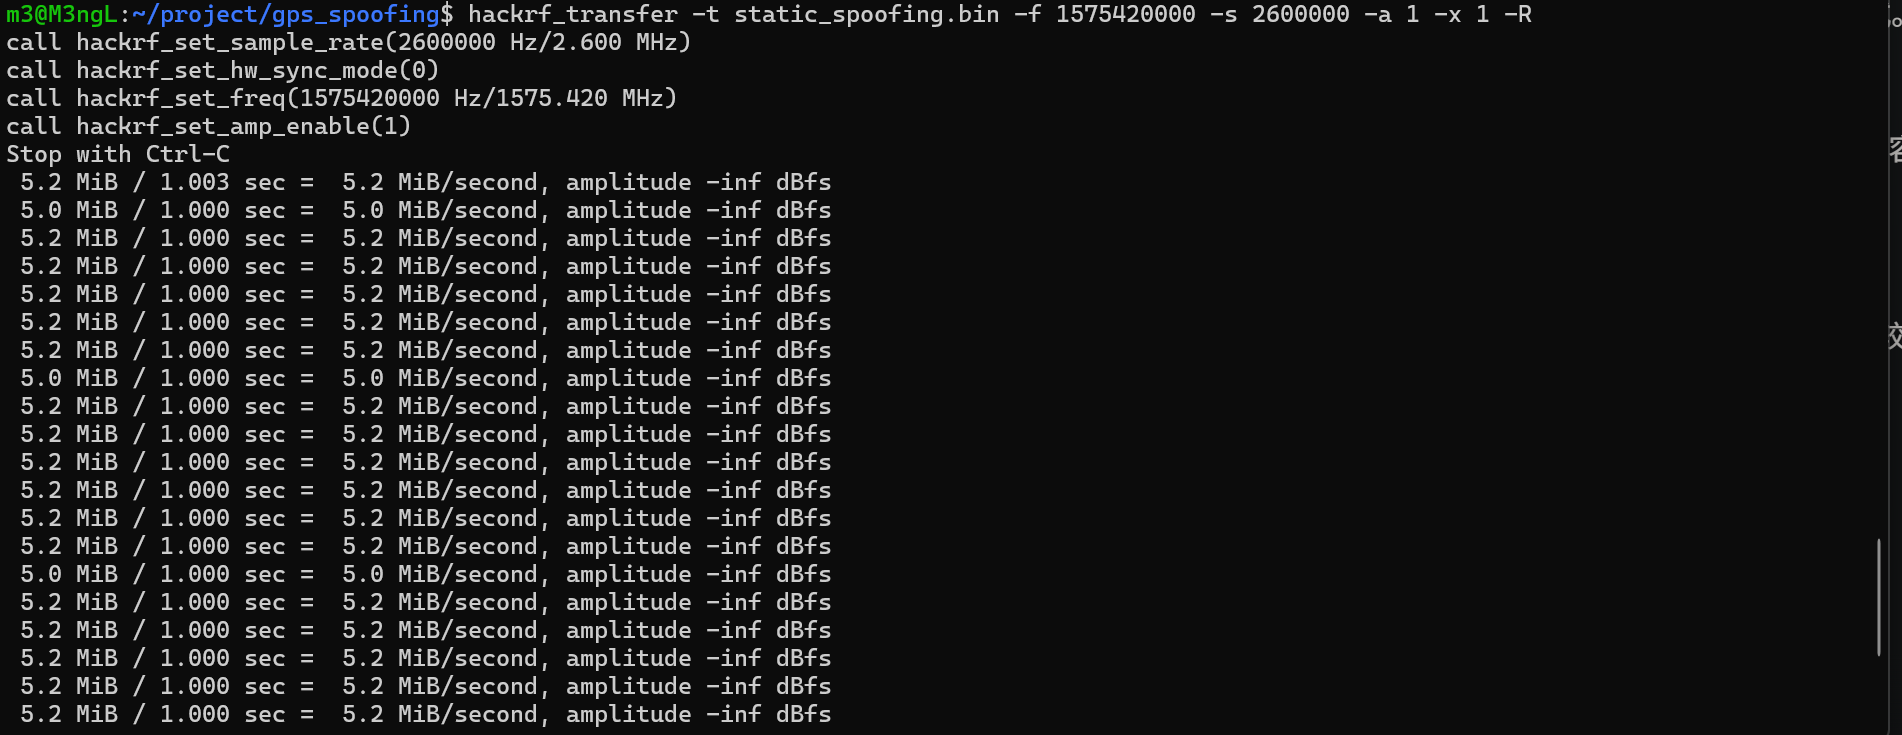 m3@M3ngL:~/project/gps_spoofing$ hackrf_transfer -t static_spoofing.bin -f 1575420000 -s 2600000 -a 1 -x 1 -R
call hackrf_set_sample_rate(2600000 Hz/2.600 MHz)
call hackrf_set_hw_sync_mode(0)
call hackrf_set_freq(1575420000 Hz/1575.420 MHz)
call hackrf_set_amp_enable(1)
Stop with Ctrl-C
5.2 MiB / 1.003 sec =  5.2 MiB/second, amplitude -inf dBfs
5.0 MiB / 1.000 sec =  5.0 MiB/second, amplitude -inf dBfs
5.2 MiB / 1.000 sec =  5.2 MiB/second, amplitude -inf dBfs
5.2 MiB / 1.000 sec =  5.2 MiB/second, amplitude -inf dBfs
5.2 MiB / 1.000 sec =  5.2 MiB/second, amplitude -inf dBfs
5.2 MiB / 1.000 sec =  5.2 MiB/second, amplitude -inf dBfs
5.2 MiB / 1.000 sec =  5.2 MiB/second, amplitude -inf dBfs
5.0 MiB / 1.000 sec =  5.0 MiB/second, amplitude -inf dBfs
5.2 MiB / 1.000 sec =  5.2 MiB/second, amplitude -inf dBfs
5.2 MiB / 1.000 sec =  5.2 MiB/second, amplitude -inf dBfs
5.2 MiB / 1.000 sec =  5.2 MiB/second, amplitude -inf dBfs
5.2 MiB / 1.000 sec =  5.2 MiB/second, amplitude -inf dBfs
5.2 MiB / 1.000 sec =  5.2 MiB/second, amplitude -inf dBfs
5.2 MiB / 1.000 sec =  5.2 MiB/second, amplitude -inf dBfs
5.0 MiB / 1.000 sec =  5.0 MiB/second, amplitude -inf dBfs
5.2 MiB / 1.000 sec =  5.2 MiB/second, amplitude -inf dBfs
5.2 MiB / 1.000 sec =  5.2 MiB/second, amplitude -inf dBfs
5.2 MiB / 1.000 sec =  5.2 MiB/second, amplitude -inf dBfs
5.2 MiB / 1.000 sec =  5.2 MiB/second, amplitude -inf dBfs
5.2 MiB / 1.000 sec =  5.2 MiB/second, amplitude -inf dBfs